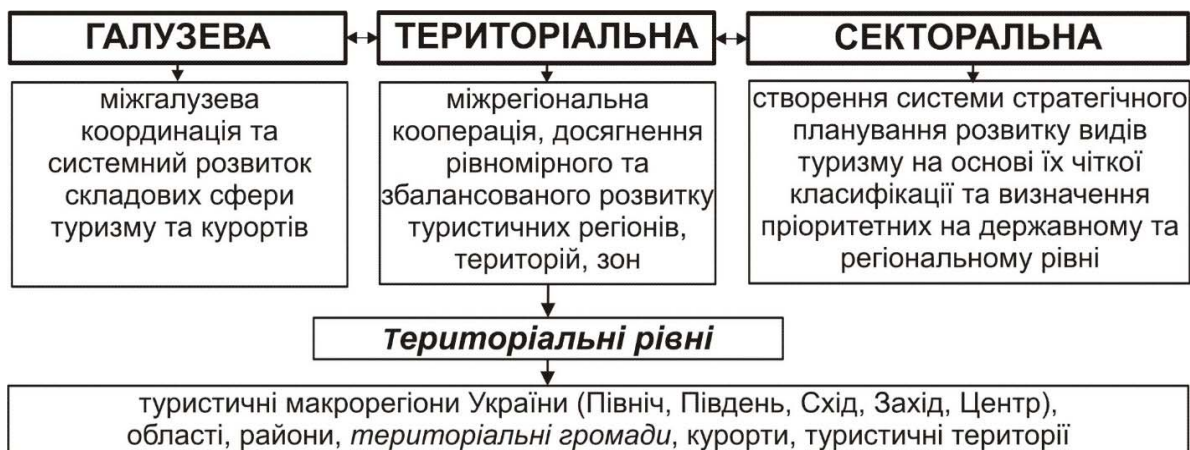 ГАЛУЗЕВА
ТЕРИТОРІАЛЬНА
СЕКТОРАЛЬНА
міжгалузева
координація та
системний розвиток
складових сфери
туризму та курортів
міжрегіональна
кооперація, досягнення
рівномірного та
збалансованого розвитку
туристичних регіонів,
територій, зон
створення системи стратегічного
планування розвитку видів
туризму на основі їх чіткої
класифікації та визначення
пріоритетних на державному та
регіональному рівні
Територіальні рівні
туристичні макрорегіони України (Північ, Південь, Схід, Захід, Центр),
області, райони, територіальні громади, курорти, туристичні території